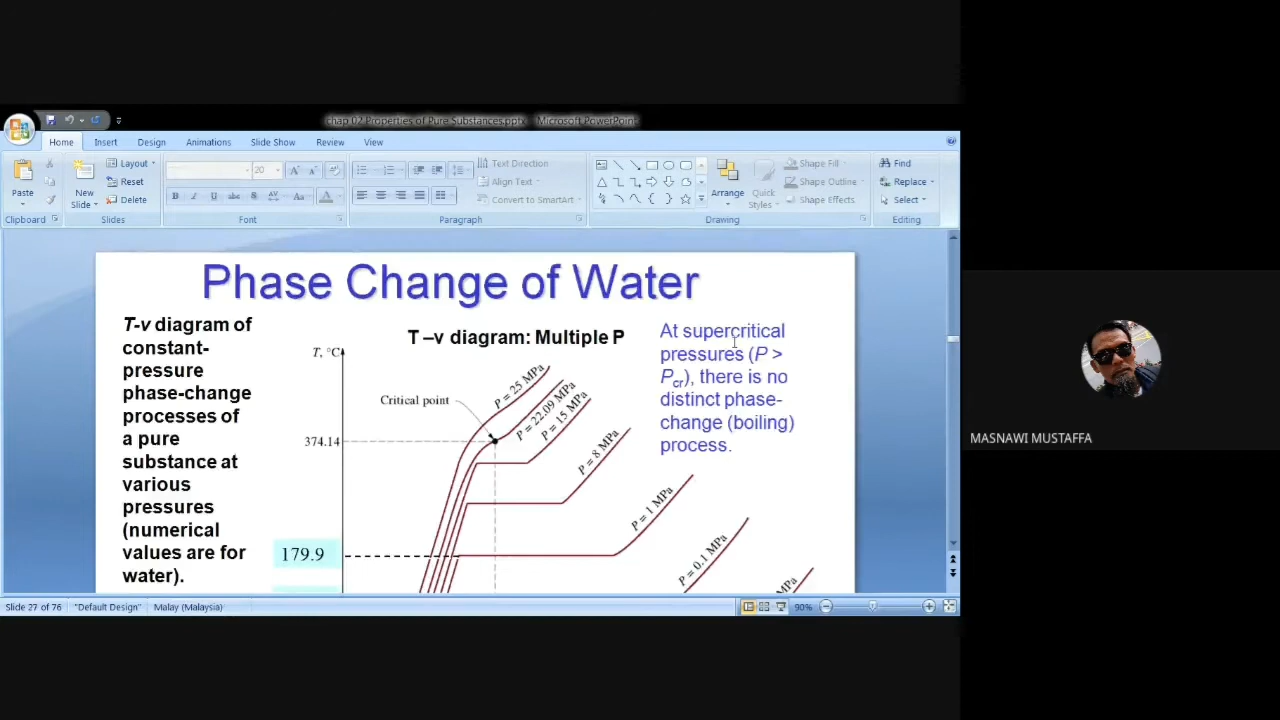 chap 02 Properties of Pure Substances.pptx - Microsoft PowerPoint
Home Insert Design Animations Slide Show Review View
Paste
Clipboard
New Slide
Layout
Reset
Delete
Slides
20
B I U abc S AV Aa A
Font
Paragraph
Text Direction
Align Text
Convert to SmartArt
Arrange
Quick Styles
Shape Fill
Shape Outline
Shape Effects
Drawing
Find
Replace
Select
Editing
Phase Change of Water
T-v diagram of
constant-
pressure
phase-change
processes of
a pure
substance at
various
pressures
(numerical
values are for
water).
T –v diagram: Multiple P
T, °C
Critical point
374.14
179.9
P = 25 MPa
P = 22.09 MPa
P = 15 MPa
P = 8 MPa
P = 1 MPa
P = 0.1 MPa
MPa
At supercritical
pressures (P >
Pcr), there is no
distinct phase-
change (boiling)
process.
Slide 27 of 76 "Default Design" Malay (Malaysia) 90%
MASNAWI MUSTAFFA